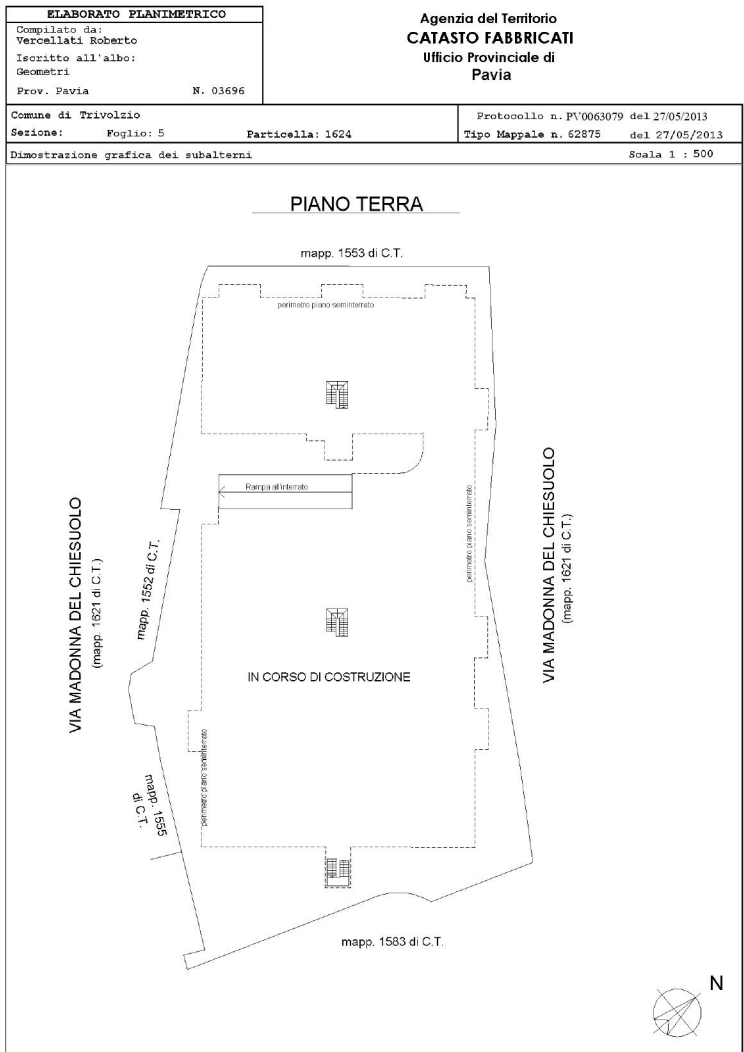 ELABORATO PLANIMETRICO
Compilato da:
Vercellati Roberto
Iscritto all'albo:
Geometri
Prov. Pavia N. 03696
Agenzia del Territorio
CATASTO FABBRICATI
Ufficio Provinciale di
Pavia
Comune di Trivolzio
Sezione: Foglio: 5 Particella: 1624
Protocollo n. PV0063079 del 27/05/2013
Tipo Mappale n. 62875 del 27/05/2013
Dimostrazione grafica dei subalterni Scala 1 : 500
PIANO TERRA
mapp. 1553 di C.T.
perimetro piano seminterrato
Rampa all'interrato
perimetro piano seminterrato
VIA MADONNA DEL CHIESUOLO
(mapp. 1621 di C.T.)
mapp. 1552 di C.T.
VIA MADONNA DEL CHIESUOLO
(mapp. 1621 di C.T.)
IN CORSO DI COSTRUZIONE
perimetro piano seminterrato
mapp. 1555
di C.T.
mapp. 1583 di C.T.
N